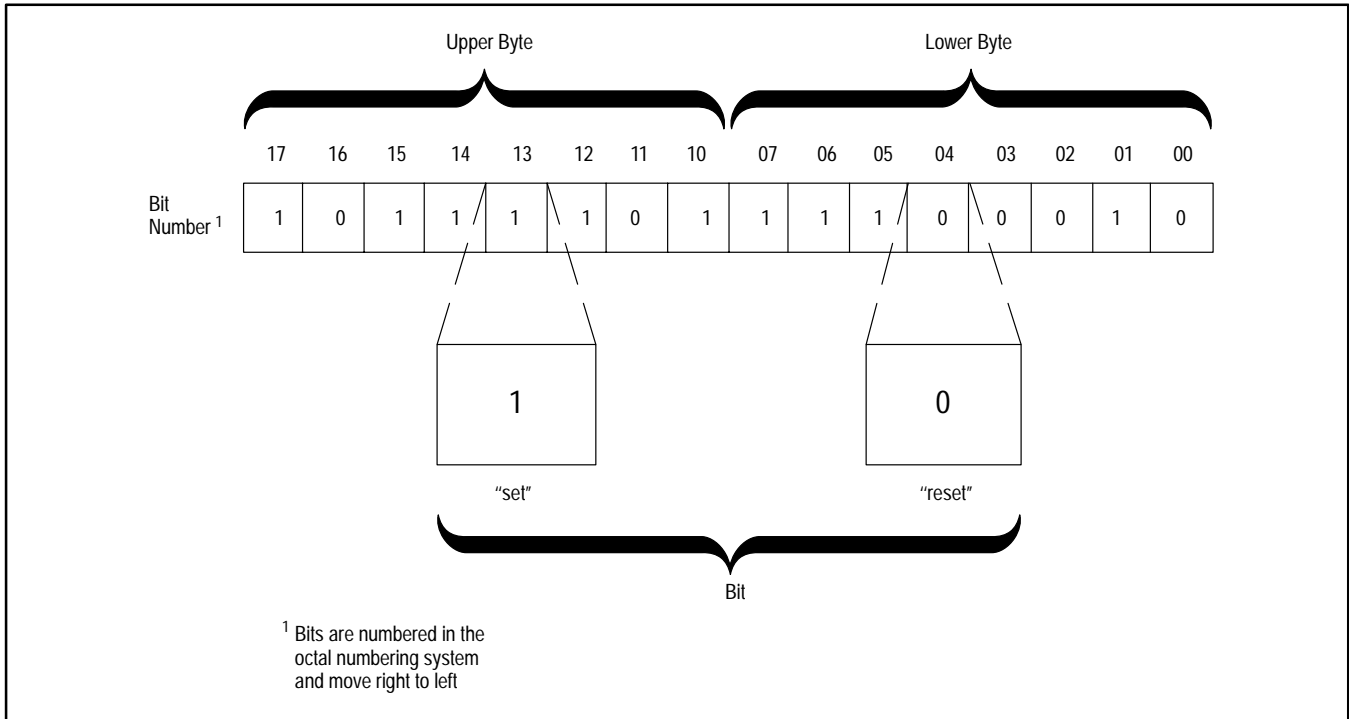 Upper Byte Lower Byte
17 16 15 14 13 12 11 10 07 06 05 04 03 02 01 00
Bit
Number 1
1 0 1 1 1 1 0 1 1 1 1 0 0 0 1 0
1 0
“set” “reset”
Bit
1 Bits are numbered in the
octal numbering system
and move right to left